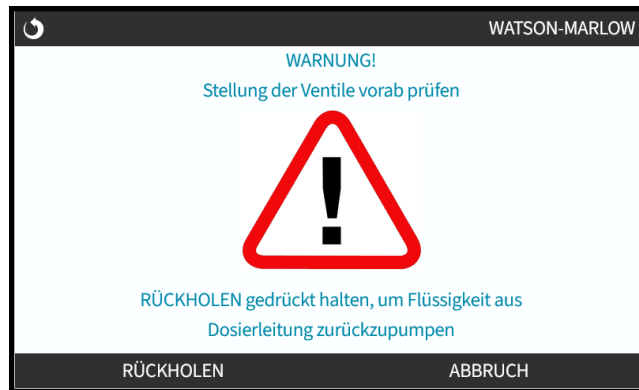 WATSON-MARLOW
WARNUNG!
Stellung der Ventile vorab prüfen
!
RÜCKHOLEN gedrückt halten, um Flüssigkeit aus
Dosierleitung zurückzupumpen
RÜCKHOLEN ABBRUCH